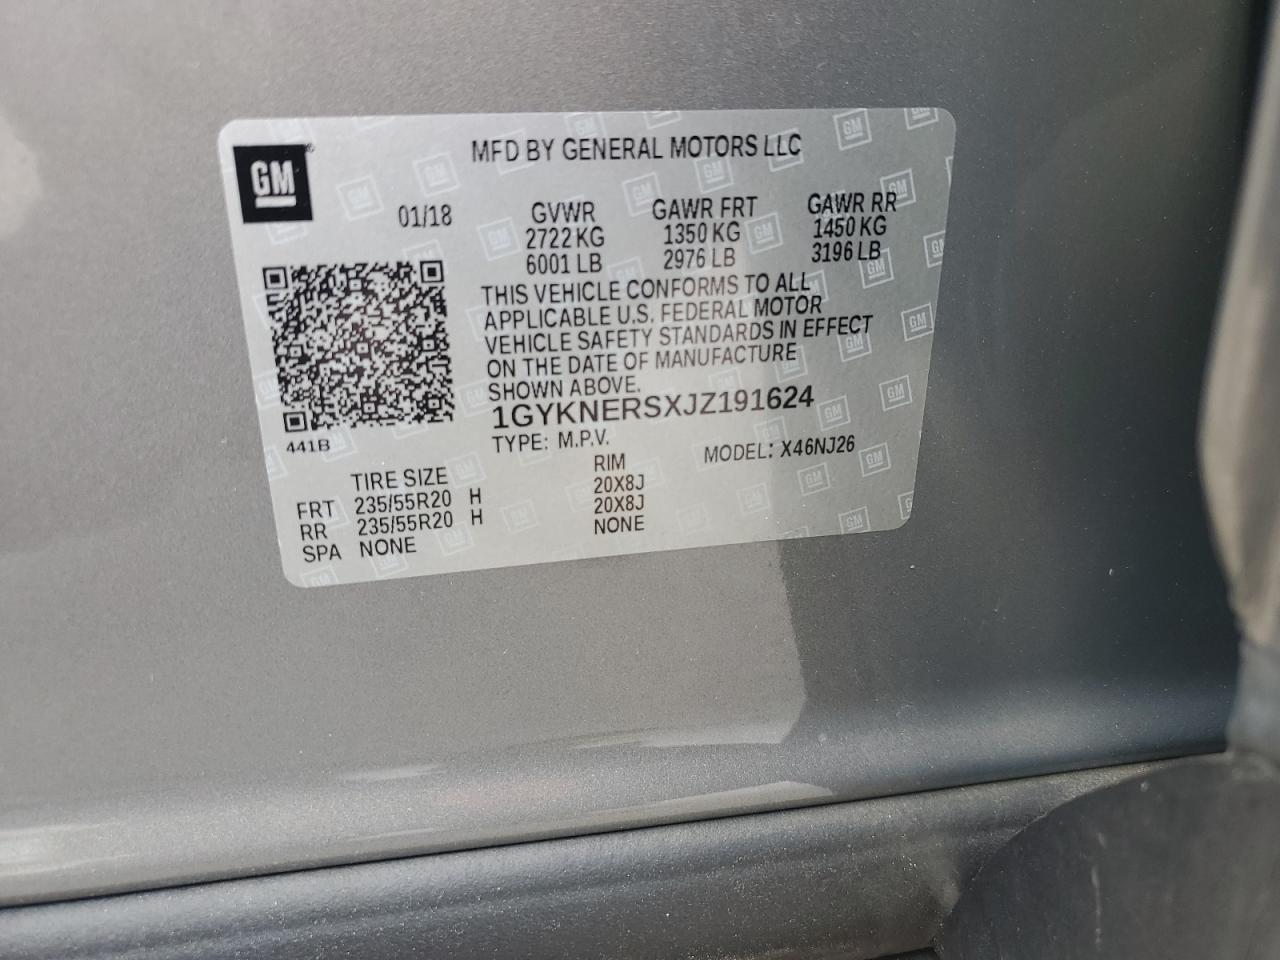 MFD BY GENERAL MOTORS LLC
GM
01/18 GVWR GAWR FRT GAWR RR
2722 KG 1350 KG 1450 KG
6001 LB 2976 LB 3196 LB
THIS VEHICLE CONFORMS TO ALL
APPLICABLE U.S. FEDERAL MOTOR
VEHICLE SAFETY STANDARDS IN EFFECT
ON THE DATE OF MANUFACTURE
SHOWN ABOVE.
1GYKNERSXJZ191624
441B
TYPE: M.P.V. MODEL: X46NJ26
TIRE SIZE RIM
FRT 235/55R20 H 20X8J
RR 235/55R20 H 20X8J
SPA NONE NONE